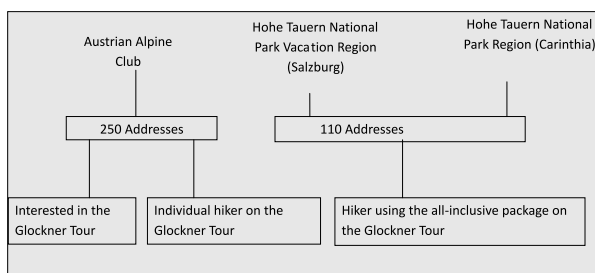 Austrian Alpine
Club
Hohe Tauern National
Park Vacation Region
(Salzburg)
Hohe Tauern National
Park Region (Carinthia)
250 Addresses
110 Addresses
Interested in the
Glockner Tour
Individual hiker on the
Glockner Tour
Hiker using the all-inclusive package on
the Glockner Tour